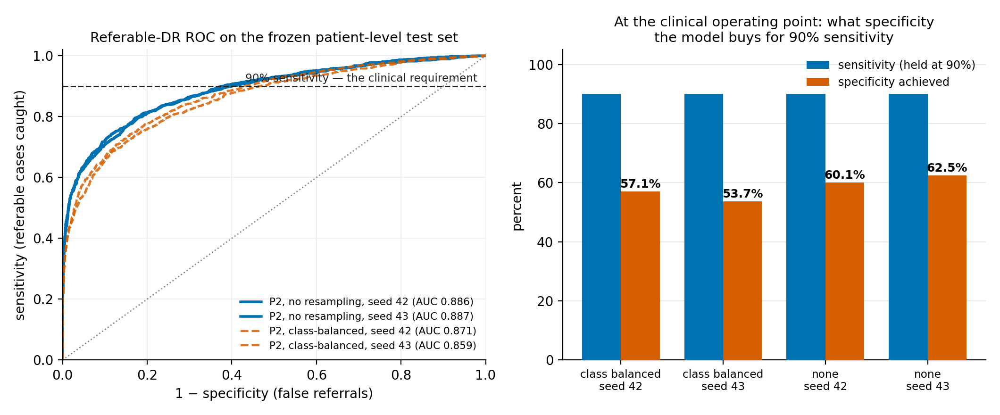 Referable-DR ROC on the frozen patient-level test set
sensitivity (referable cases caught)
1.0
0.8
0.6
0.4
0.2
0.0
90% sensitivity — the clinical requirement
P2, no resampling, seed 42 (AUC 0.886)
P2, no resampling, seed 43 (AUC 0.887)
P2, class-balanced, seed 42 (AUC 0.871)
P2, class-balanced, seed 43 (AUC 0.859)
0.0 0.2 0.4 0.6 0.8 1.0
1 − specificity (false referrals)
At the clinical operating point: what specificity
the model buys for 90% sensitivity
percent
100
80
60
40
20
0
sensitivity (held at 90%)
specificity achieved
57.1%
53.7%
60.1%
62.5%
class balanced
seed 42
class balanced
seed 43
none
seed 42
none
seed 43